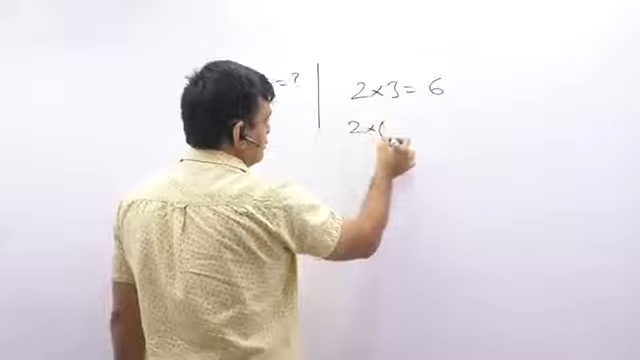 = ?
2 × 3 = 6
2 × (